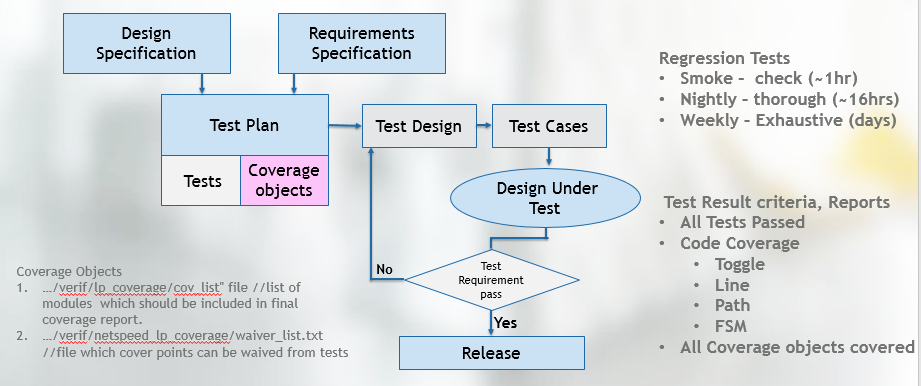 Design
Specification
Requirements
Specification
Test Plan
Tests
Coverage
objects
Test Design
Test Cases
Design Under
Test
Test
Requirement
pass
No
Yes
Release
Regression Tests
• Smoke – check (~1hr)
• Nightly – thorough (~16hrs)
• Weekly – Exhaustive (days)
Test Result criteria, Reports
• All Tests Passed
• Code Coverage
• Toggle
• Line
• Path
• FSM
• All Coverage objects covered
Coverage Objects
1. …/verif/lp_coverage/cov_list" file //list of
modules which should be included in final
coverage report.
2. …/verif/netspeed_lp_coverage/waiver_list.txt
//file which cover points can be waived from tests